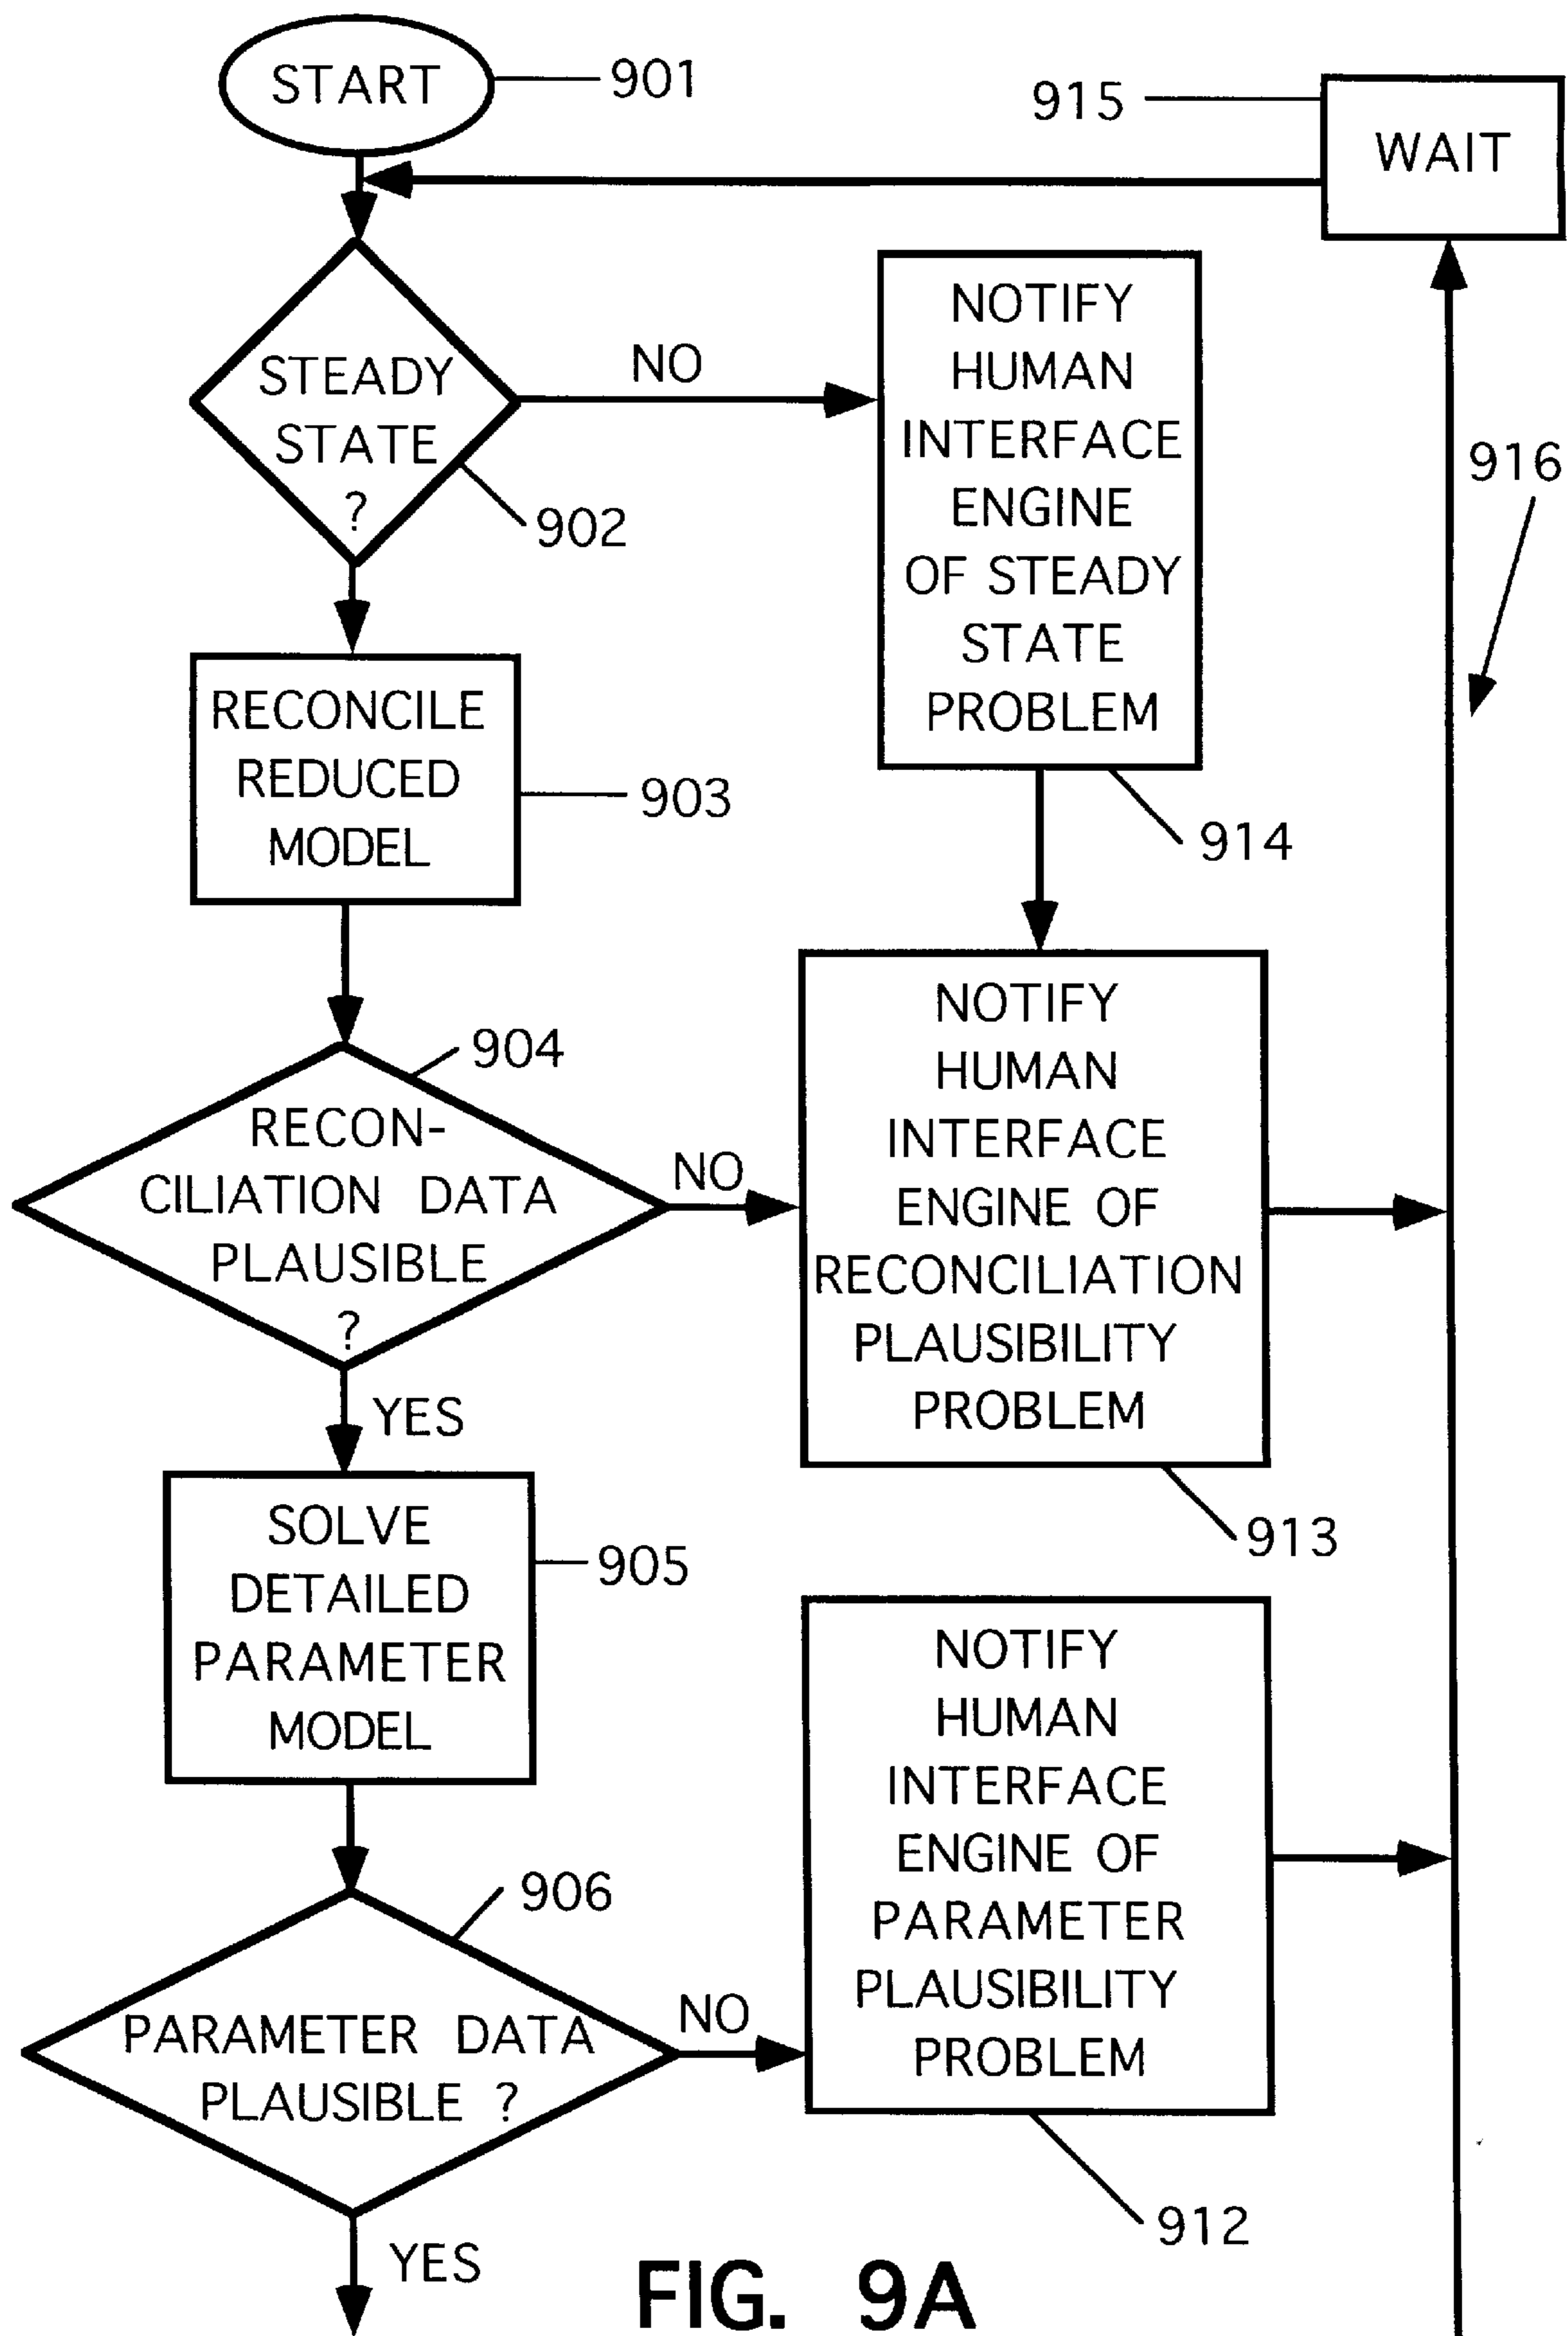 START
901
915
WAIT
STEADY
STATE
?
902
NO
NOTIFY
HUMAN
INTERFACE
ENGINE
OF STEADY
STATE
PROBLEM
914
916
RECONCILE
REDUCED
MODEL
903
904
RECON-
CILIATION DATA
PLAUSIBLE
?
NO
YES
NOTIFY
HUMAN
INTERFACE
ENGINE OF
RECONCILIATION
PLAUSIBILITY
PROBLEM
913
SOLVE
DETAILED
PARAMETER
MODEL
905
906
PARAMETER DATA
PLAUSIBLE ?
NO
YES
NOTIFY
HUMAN
INTERFACE
ENGINE OF
PARAMETER
PLAUSIBILITY
PROBLEM
912
FIG. 9A